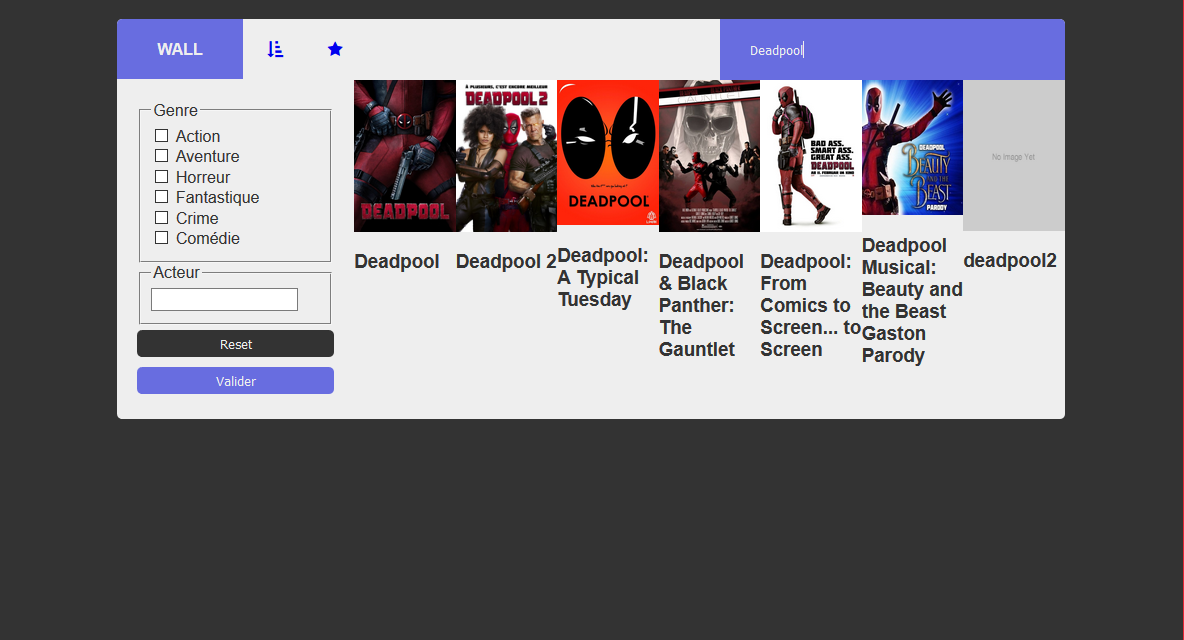 WALL
Deadpool
Genre
Action
Aventure
Horreur
Fantastique
Crime
Comédie
Acteur
Reset
Valider
DEADPOOL
Deadpool
À PLUSIEURS, C'EST ENCORE MEILLEUR
DEADPOOL 2
Deadpool 2
DEADPOOL
Deadpool:
A Typical
Tuesday
Deadpool
& Black
Panther:
The
Gauntlet
BAD ASS.
SMART ASS.
GREAT ASS.
DEADPOOL
Deadpool:
From
Comics to
Screen... to
Screen
DEADPOOL
BEAUTY
AND THE
BEAST
PARODY
Deadpool
Musical:
Beauty and
the Beast
Gaston
Parody
No Image Yet
deadpool2